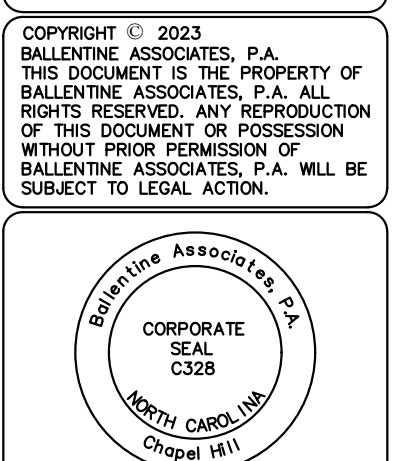 COPYRIGHT © 2023
BALLENTINE ASSOCIATES, P.A.
THIS DOCUMENT IS THE PROPERTY OF
BALLENTINE ASSOCIATES, P.A. ALL
RIGHTS RESERVED. ANY REPRODUCTION
OF THIS DOCUMENT OR POSSESSION
WITHOUT PRIOR PERMISSION OF
BALLENTINE ASSOCIATES, P.A. WILL BE
SUBJECT TO LEGAL ACTION.
Ballentine Associates, P.A.
CORPORATE
SEAL
C328
NORTH CAROLINA
Chapel Hill